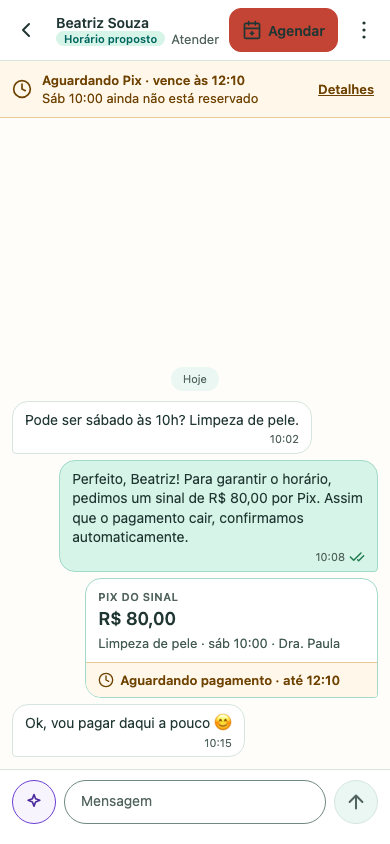 Beatriz Souza
Horário proposto Atender
Agendar
Aguardando Pix · vence às 12:10
Sáb 10:00 ainda não está reservado
Detalhes
Hoje
Pode ser sábado às 10h? Limpeza de pele.
10:02
Perfeito, Beatriz! Para garantir o horário,
pedimos um sinal de R$ 80,00 por Pix. Assim
que o pagamento cair, confirmamos
automaticamente.
10:08
PIX DO SINAL
R$ 80,00
Limpeza de pele · sáb 10:00 · Dra. Paula
Aguardando pagamento · até 12:10
Ok, vou pagar daqui a pouco 😊
10:15
Mensagem